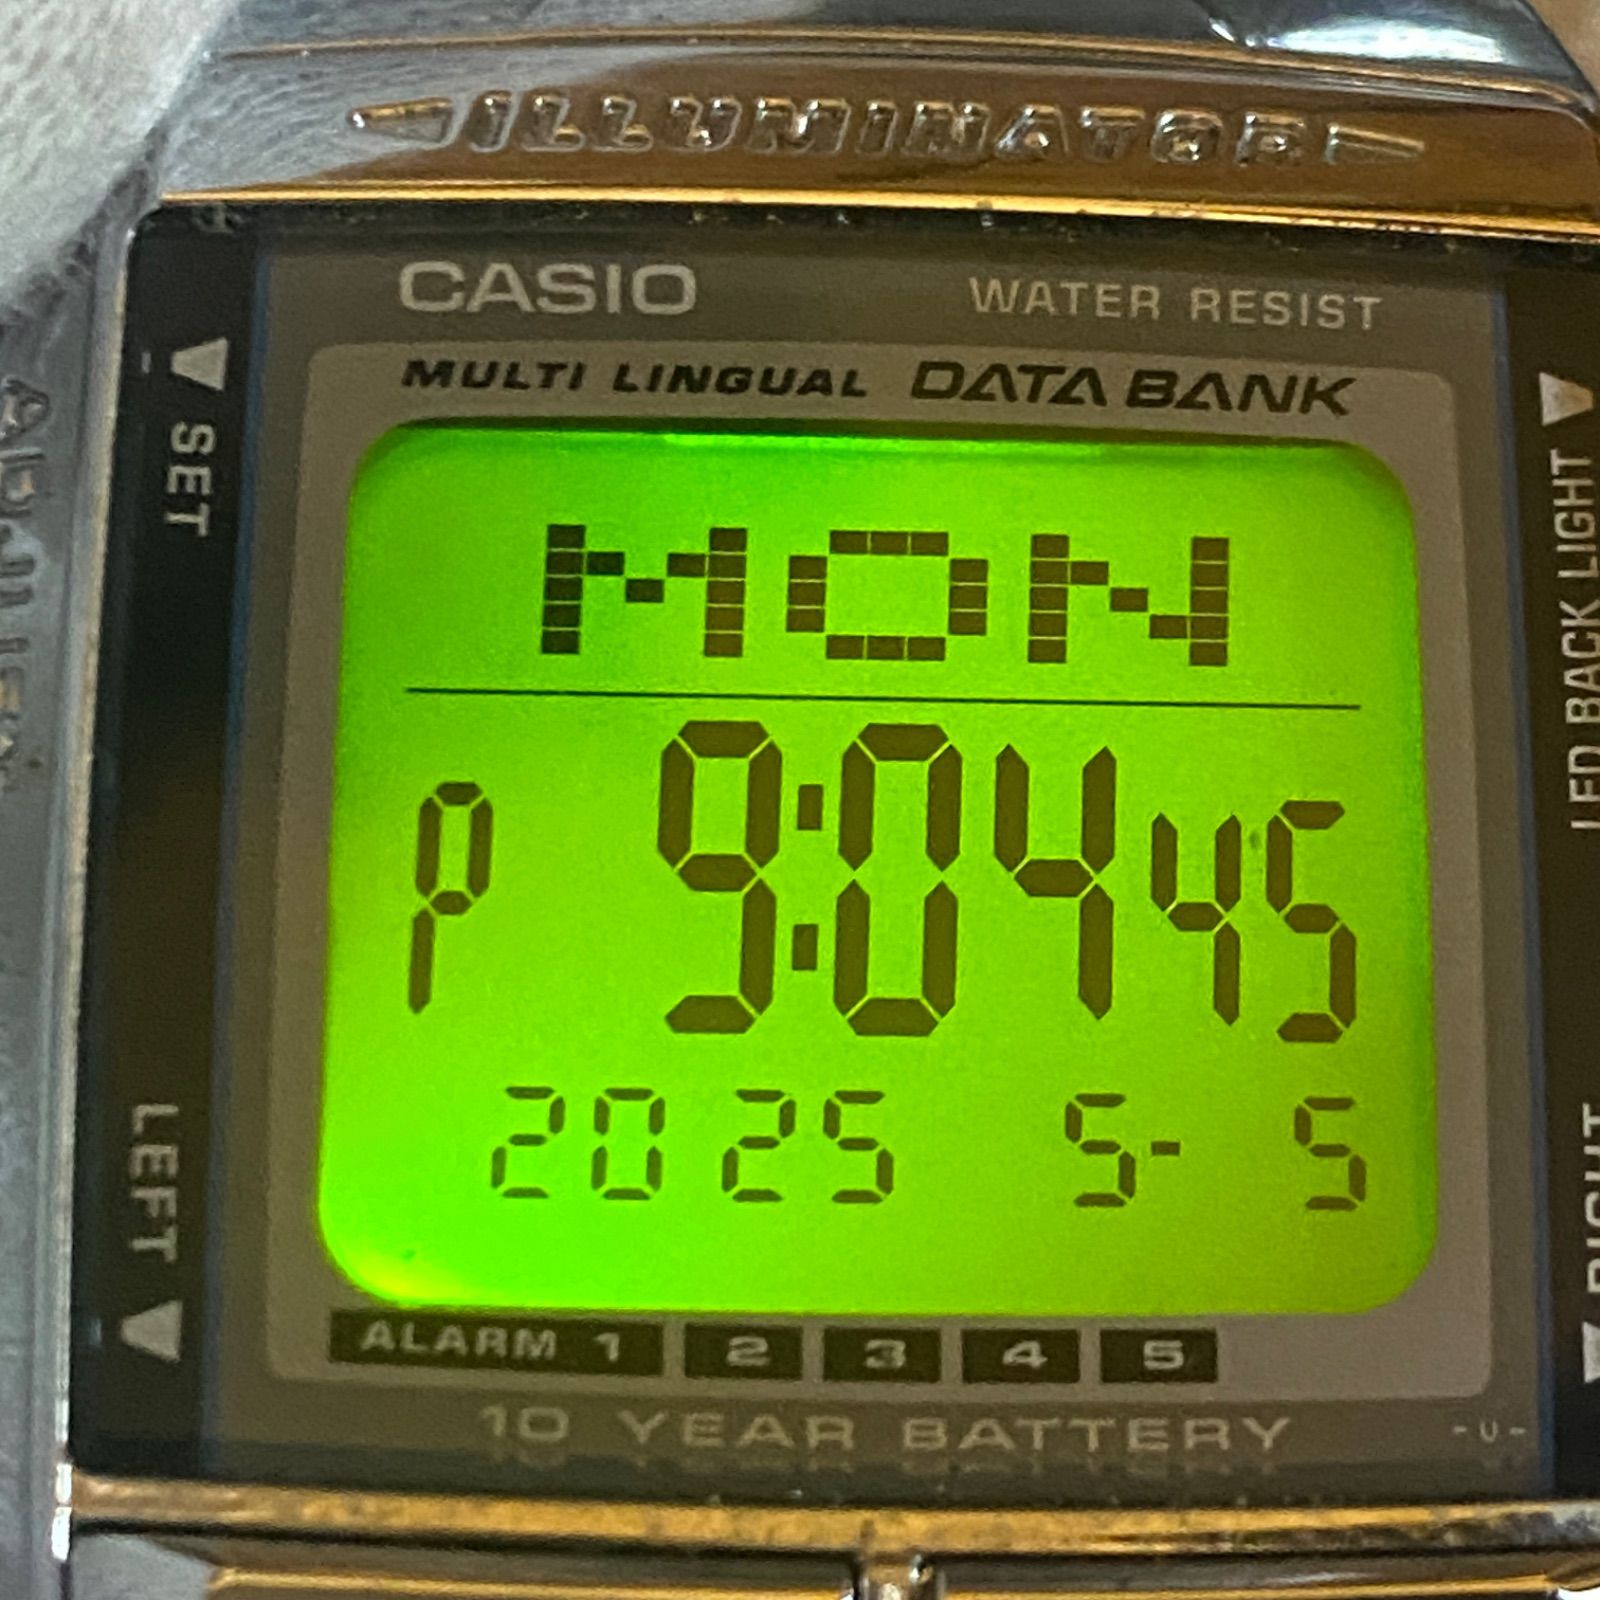 ILLUMINATOR
CASIO WATER RESIST
MULTI LINGUAL DATA BANK
SET
LED BACK LIGHT
MON
P 9:04 45
2025 5- 5
LEFT
RIGHT
ALARM 1 2 3 4 5
10 YEAR BATTERY
-U-